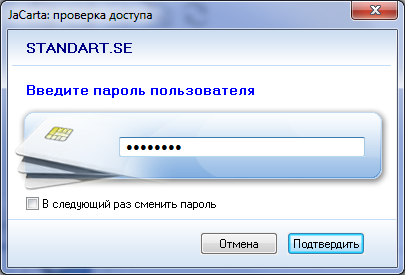 JaCarta: проверка доступа
STANDART.SE
Введите пароль пользователя
••••••••
В следующий раз сменить пароль
Отмена
Подтвердить